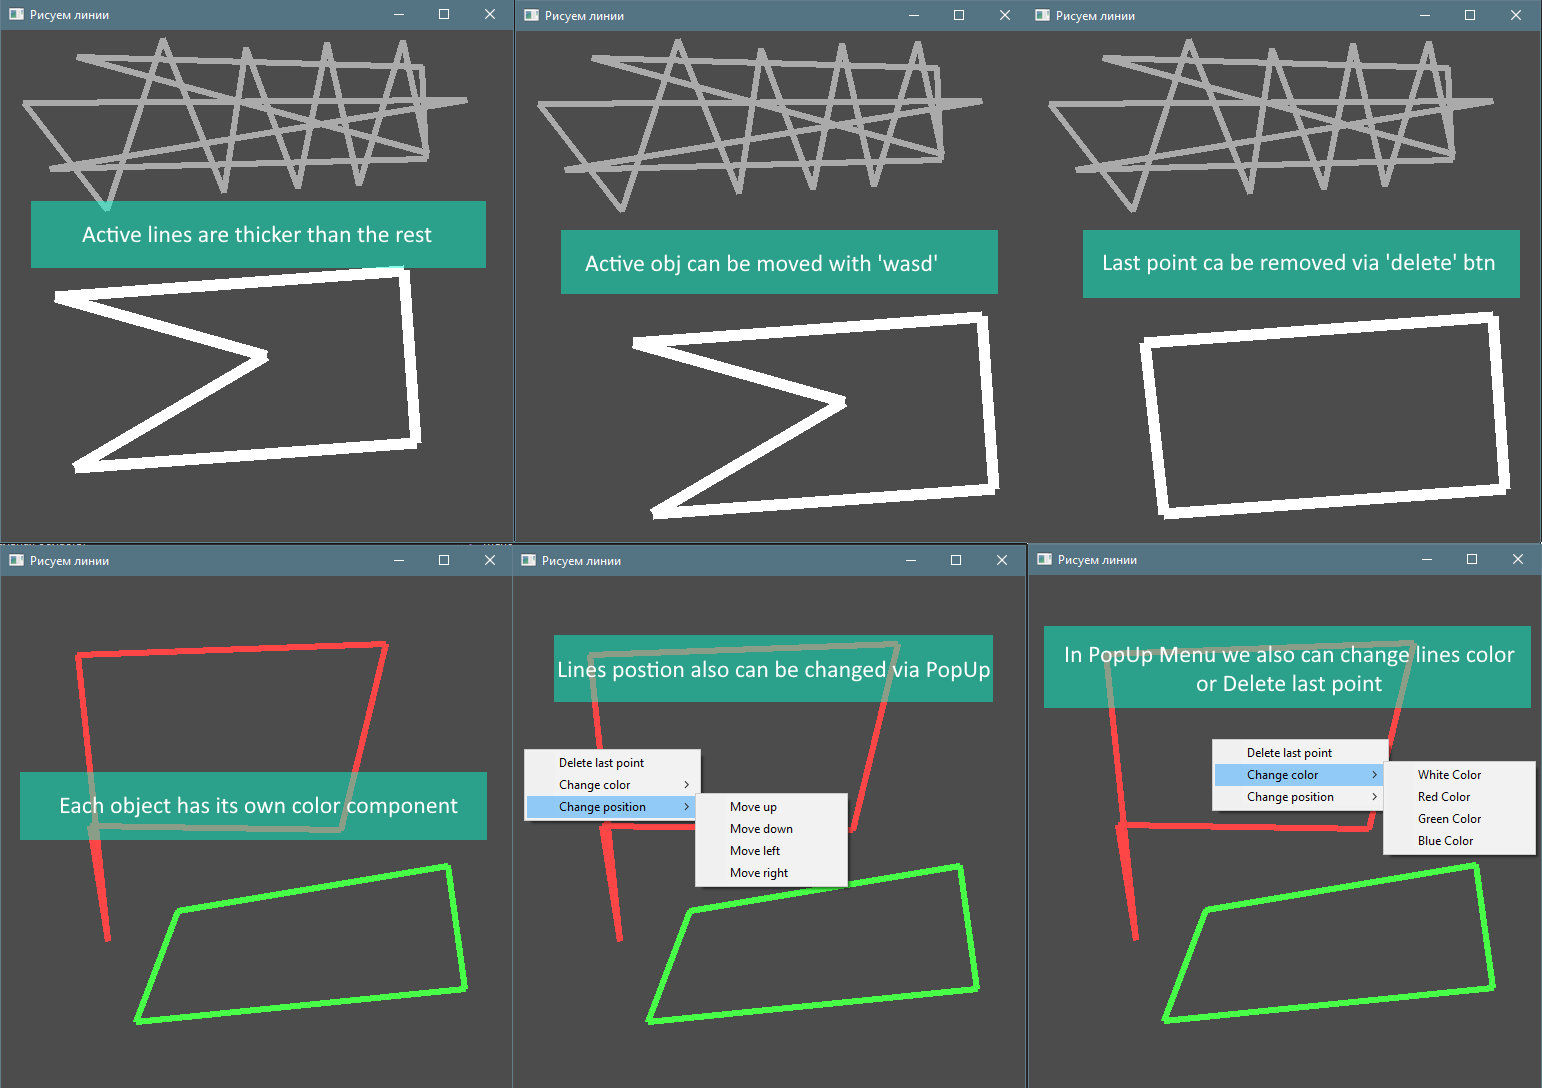 Рисуем линии
Active lines are thicker than the rest
Рисуем линии
Active obj can be moved with 'wasd'
Рисуем линии
Last point ca be removed via 'delete' btn
Рисуем линии
Each object has its own color component
Рисуем линии
Lines postion also can be changed via PopUp
Delete last point
Change color
Change position
Move up
Move down
Move left
Move right
Рисуем линии
In PopUp Menu we also can change lines color
or Delete last point
Delete last point
Change color
Change position
White Color
Red Color
Green Color
Blue Color